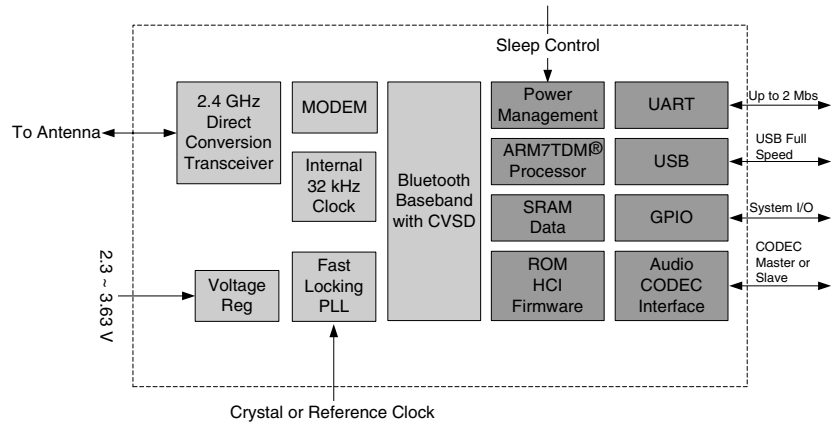 Sleep Control
To Antenna
2.4 GHz
Direct
Conversion
Transceiver
MODEM
Internal
32 kHz
Clock
Bluetooth
Baseband
with CVSD
Power
Management
UART
Up to 2 Mbs
ARM7TDMI®
Processor
USB
USB Full
Speed
SRAM
Data
GPIO
System I/O
2.3 ~ 3.63 V
Voltage
Reg
Fast
Locking
PLL
ROM
HCI
Firmware
Audio
CODEC
Interface
CODEC
Master or
Slave
Crystal or Reference Clock